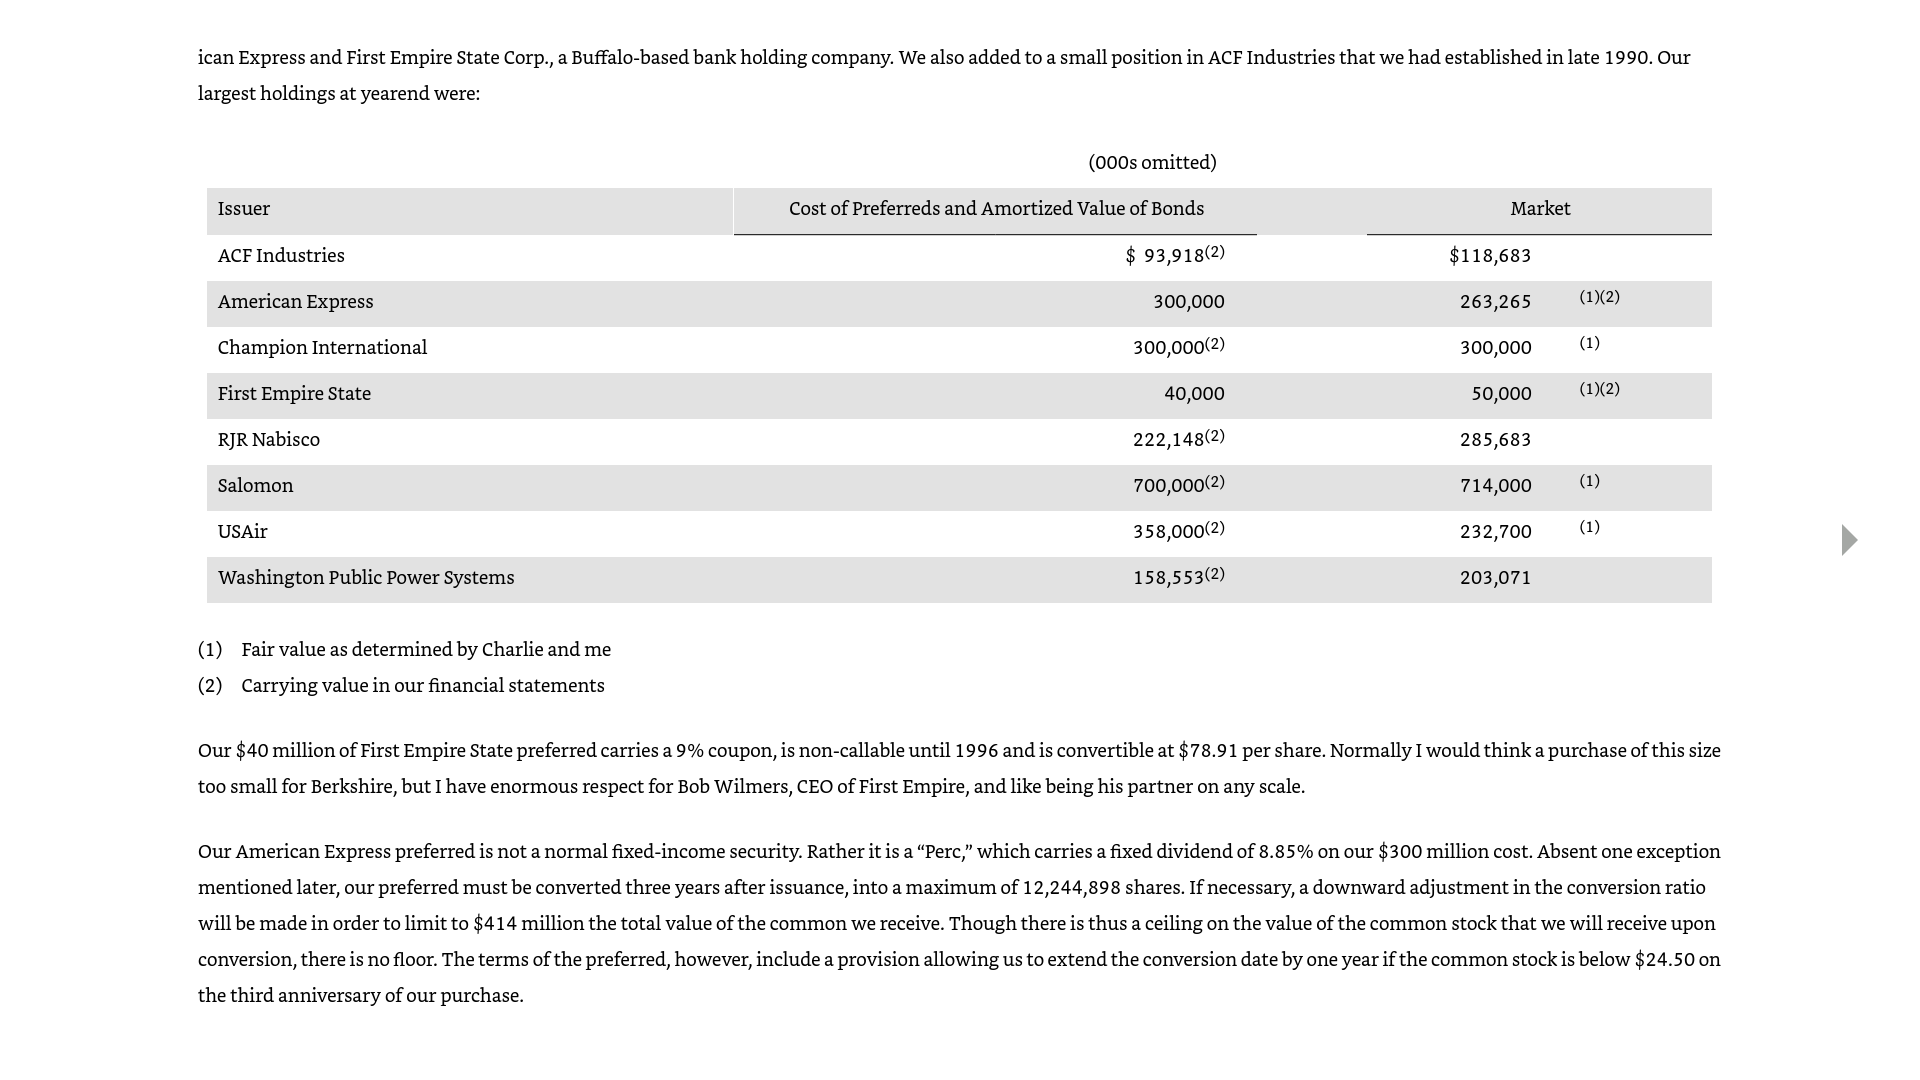 ican Express and First Empire State Corp., a Buffalo-based bank holding company. We also added to a small position in ACF Industries that we had established in late 1990. Our
largest holdings at yearend were:
(000s omitted)
Issuer Cost of Preferreds and Amortized Value of Bonds Market
ACF Industries $ 93,918(2) $118,683
American Express 300,000 263,265 (1)(2)
Champion International 300,000(2) 300,000 (1)
First Empire State 40,000 50,000 (1)(2)
RJR Nabisco 222,148(2) 285,683
Salomon 700,000(2) 714,000 (1)
USAir 358,000(2) 232,700 (1)
Washington Public Power Systems 158,553(2) 203,071
(1) Fair value as determined by Charlie and me
(2) Carrying value in our financial statements
Our $40 million of First Empire State preferred carries a 9% coupon, is non-callable until 1996 and is convertible at $78.91 per share. Normally I would think a purchase of this size
too small for Berkshire, but I have enormous respect for Bob Wilmers, CEO of First Empire, and like being his partner on any scale.
Our American Express preferred is not a normal fixed-income security. Rather it is a “Perc,” which carries a fixed dividend of 8.85% on our $300 million cost. Absent one exception
mentioned later, our preferred must be converted three years after issuance, into a maximum of 12,244,898 shares. If necessary, a downward adjustment in the conversion ratio
will be made in order to limit to $414 million the total value of the common we receive. Though there is thus a ceiling on the value of the common stock that we will receive upon
conversion, there is no floor. The terms of the preferred, however, include a provision allowing us to extend the conversion date by one year if the common stock is below $24.50 on
the third anniversary of our purchase.